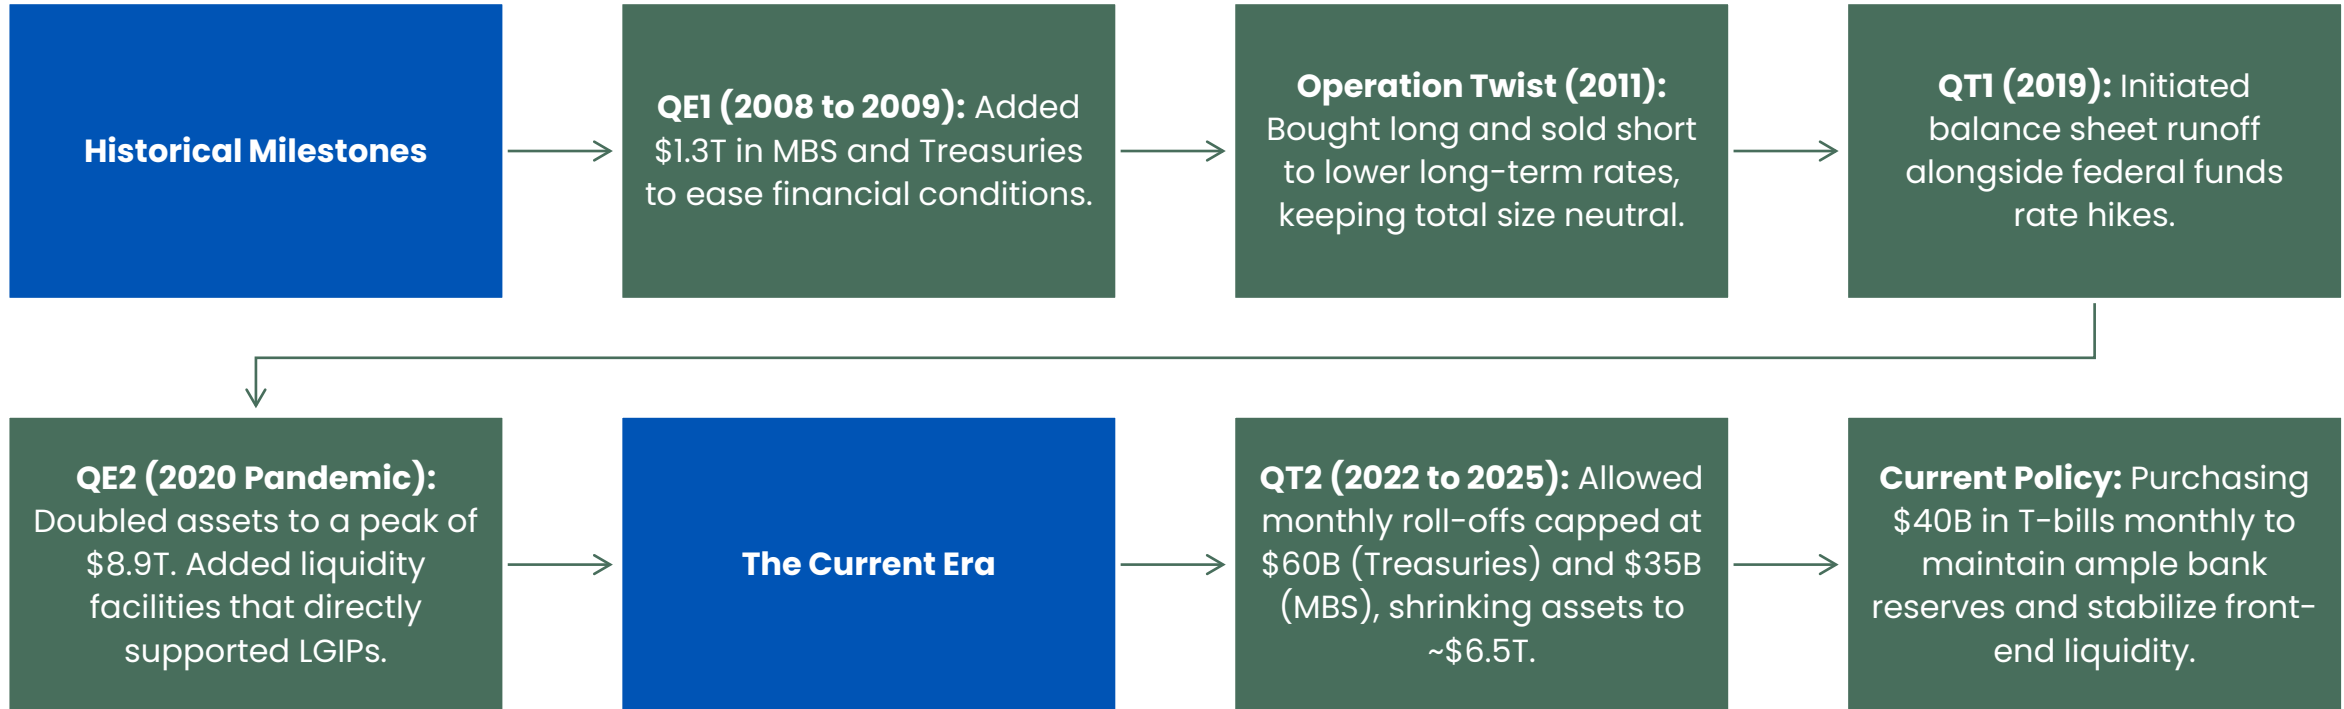 Historical Milestones
QE1 (2008 to 2009): Added
$1.3T in MBS and Treasuries
to ease financial conditions.
Operation Twist (2011):
Bought long and sold short
to lower long-term rates,
keeping total size neutral.
QT1 (2019): Initiated
balance sheet runoff
alongside federal funds
rate hikes.
QE2 (2020 Pandemic):
Doubled assets to a peak of
$8.9T. Added liquidity
facilities that directly
supported LGIPs.
The Current Era
QT2 (2022 to 2025): Allowed
monthly roll-offs capped at
$60B (Treasuries) and $35B
(MBS), shrinking assets to
~$6.5T.
Current Policy: Purchasing
$40B in T-bills monthly to
maintain ample bank
reserves and stabilize front-
end liquidity.